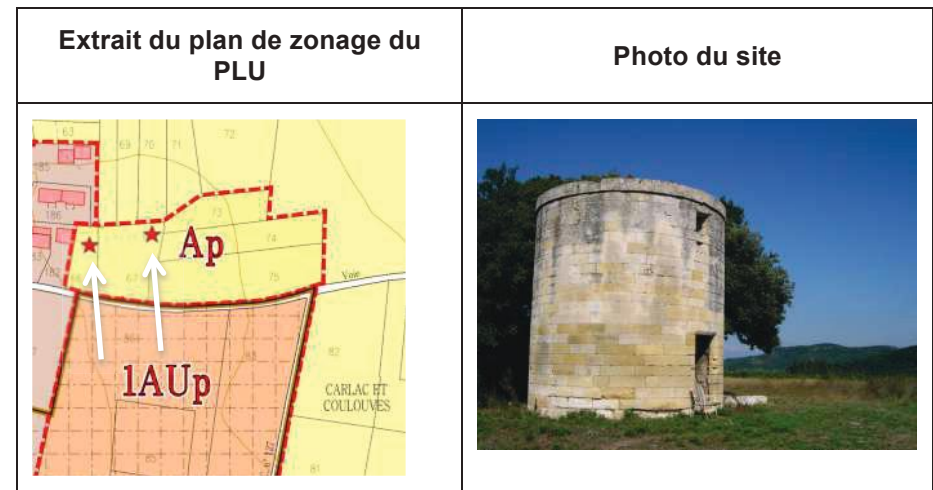 Extrait du plan de zonage du
PLU
Photo du site
63
69
70
71
72
185
186
73
Ap
74
182
67
75
Voie
1AUp
82
CARLAC ET
COULOUVES
81